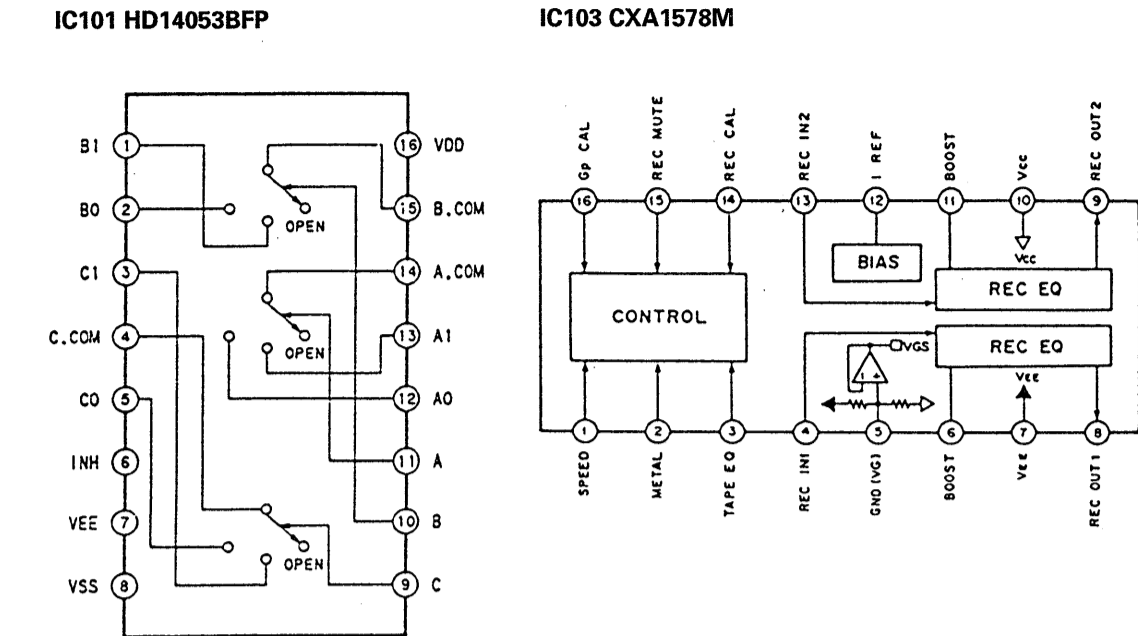 IC101 HD14053BFP
B1 1
B0 2
C1 3
C.COM 4
C0 5
INH 6
VEE 7
VSS 8
16 VDD
15 B.COM
14 A.COM
13 A1
12 A0
11 A
10 B
9 C
OPEN
OPEN
OPEN
IC103 CXA1578M
Gp CAL
REC MUTE
REC CAL
REC IN2
I REF
BOOST
Vcc
REC OUT2
16 15 14 13 12 11 10 9
BIAS
Vcc
REC EQ
CONTROL
VGS
REC EQ
- +
VEE
1 2 3 4 5 6 7 8
SPEED
METAL
TAPE EQ
REC IN1
GND (VG)
BOOST
VEE
REC OUT1